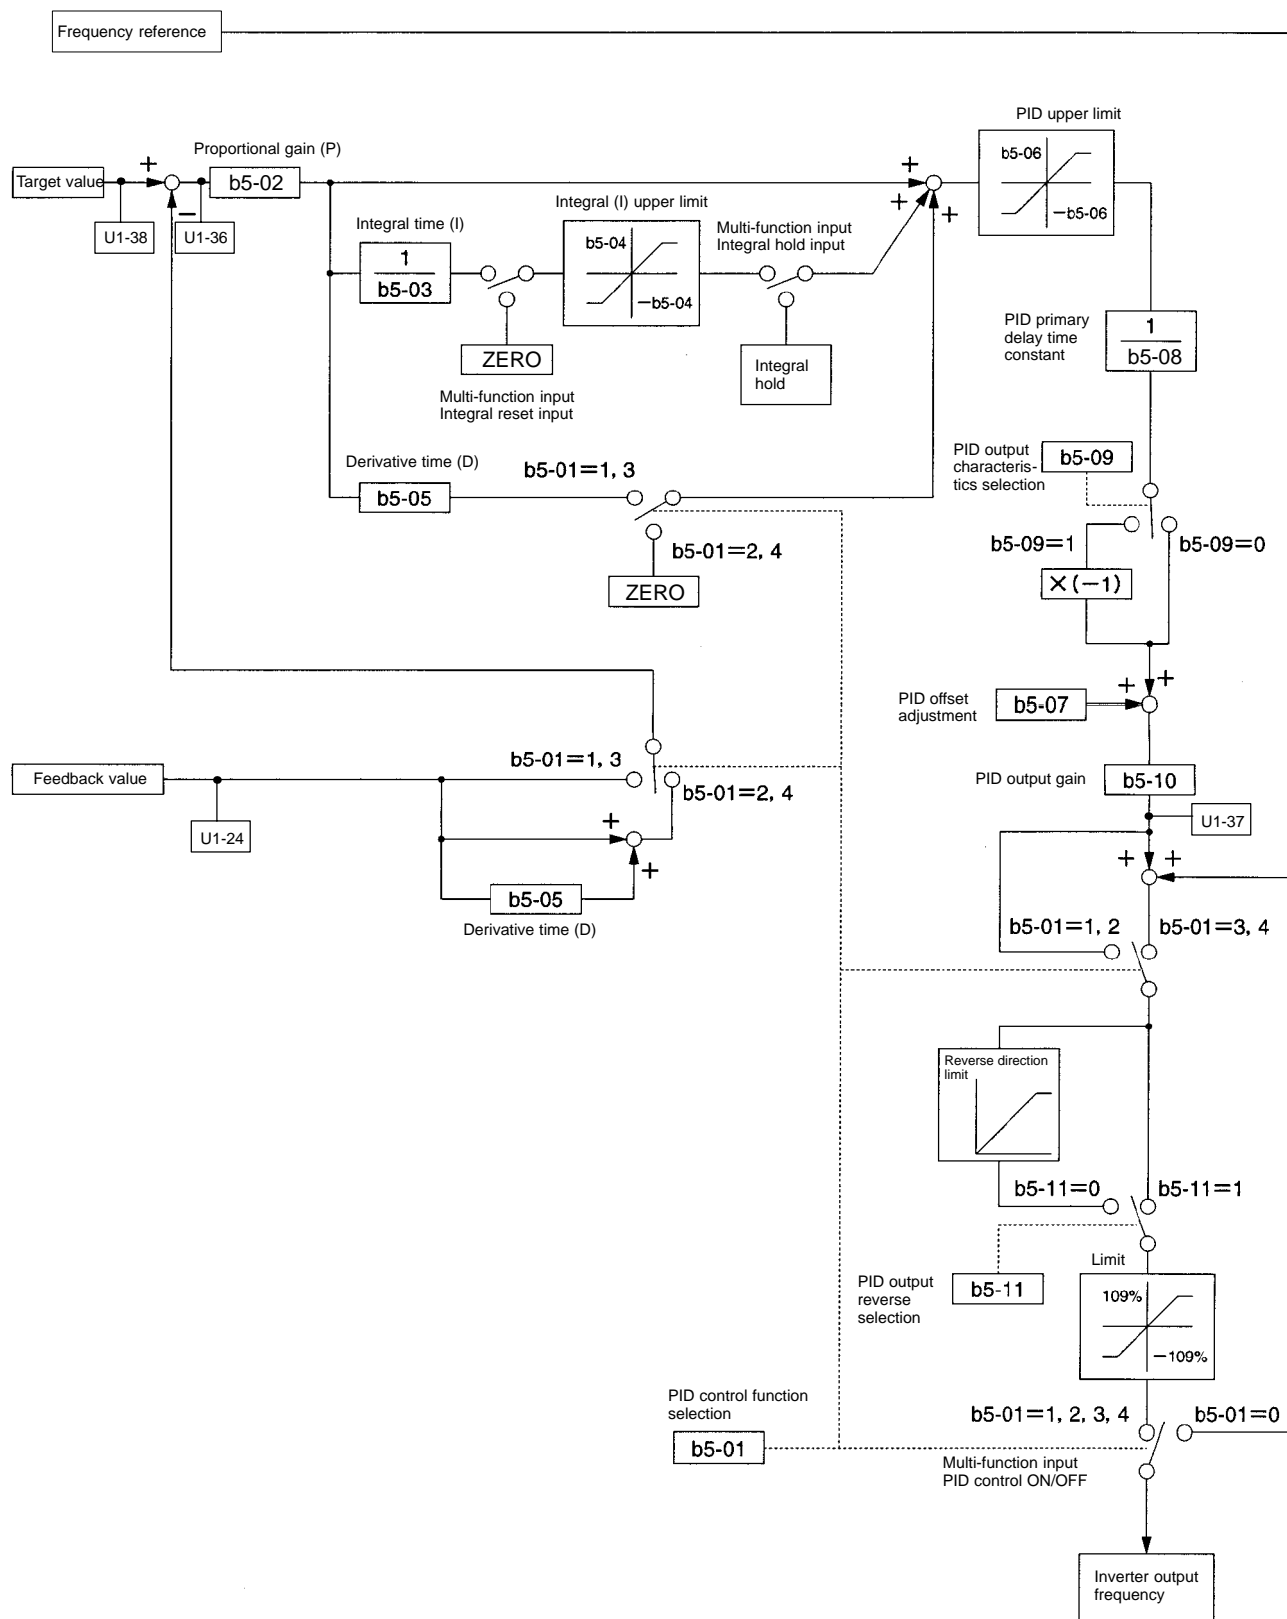 Frequency reference
PID upper limit
b5-06
−b5-06
Proportional gain (P)
Target value
+
b5-02
−
U1-38
U1-36
+
+
+
Integral time (I)
1
b5-03
Integral (I) upper limit
b5-04
−b5-04
Multi-function input
Integral hold input
ZERO
Multi-function input
Integral reset input
Integral
hold
PID primary
delay time
constant
1
b5-08
Derivative time (D)
b5-05
b5-01=1, 3
b5-01=2, 4
ZERO
PID output
characteris-
tics selection
b5-09
b5-09=1
b5-09=0
×(−1)
+
+
PID offset
adjustment
b5-07
Feedback value
U1-24
b5-01=1, 3
b5-01=2, 4
+
+
b5-05
Derivative time (D)
PID output gain
b5-10
U1-37
+
+
b5-01=1, 2
b5-01=3, 4
Reverse direction
limit
b5-11=0
b5-11=1
PID output
reverse
selection
b5-11
Limit
109%
−109%
PID control function
selection
b5-01
b5-01=1, 2, 3, 4
b5-01=0
Multi-function input
PID control ON/OFF
Inverter output
frequency